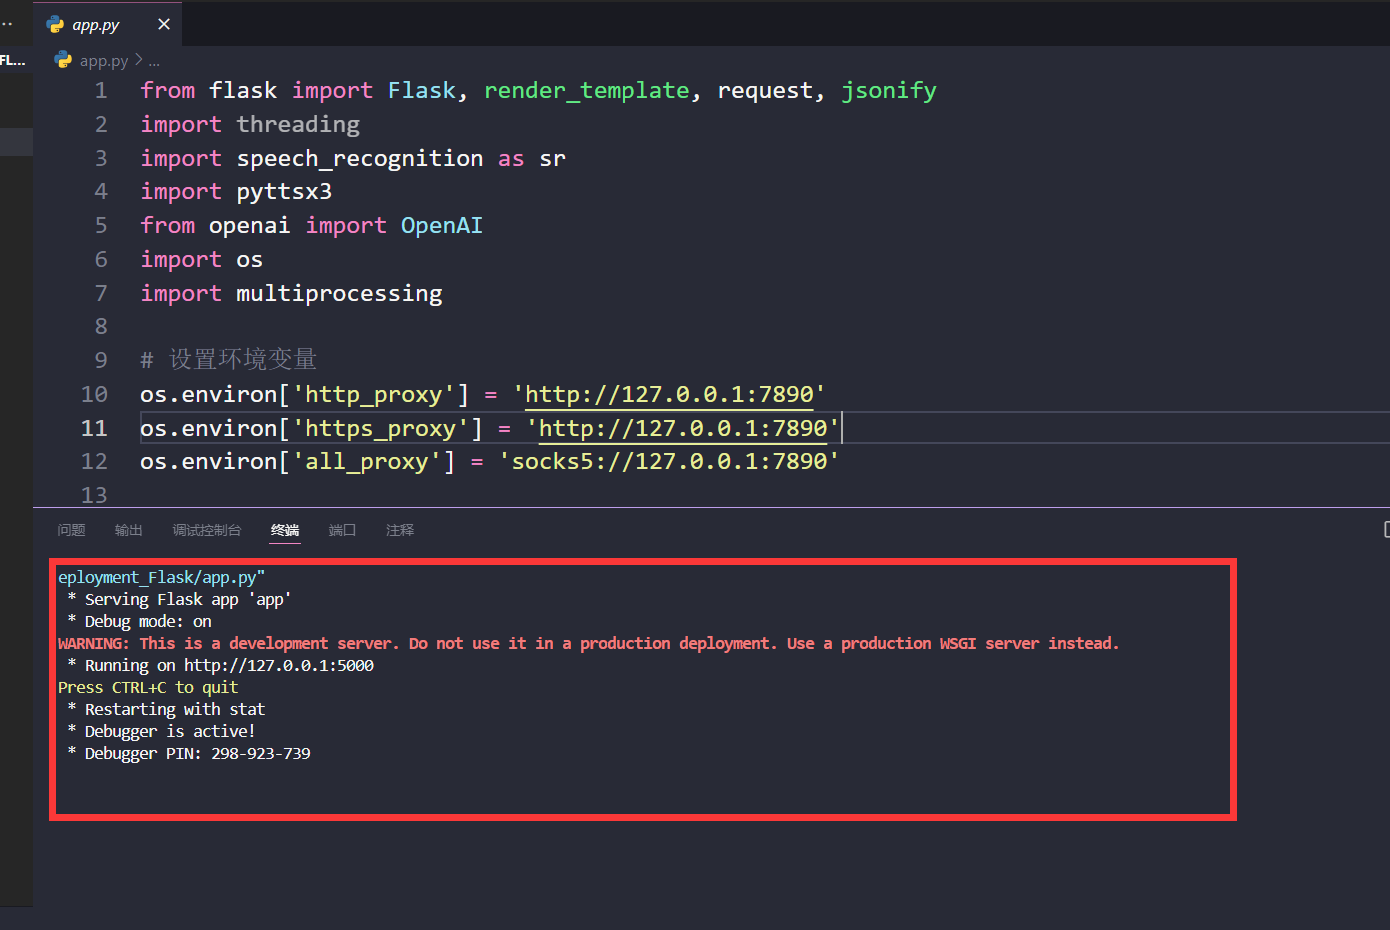 app.py
FL...
app.py > ...
1 from flask import Flask, render_template, request, jsonify
2 import threading
3 import speech_recognition as sr
4 import pyttsx3
5 from openai import OpenAI
6 import os
7 import multiprocessing
8
9 # 设置环境变量
10 os.environ['http_proxy'] = 'http://127.0.0.1:7890'
11 os.environ['https_proxy'] = 'http://127.0.0.1:7890'
12 os.environ['all_proxy'] = 'socks5://127.0.0.1:7890'
13
问题 输出 调试控制台 终端 端口 注释
eployment_Flask/app.py"
* Serving Flask app 'app'
* Debug mode: on
WARNING: This is a development server. Do not use it in a production deployment. Use a production WSGI server instead.
* Running on http://127.0.0.1:5000
Press CTRL+C to quit
* Restarting with stat
* Debugger is active!
* Debugger PIN: 298-923-739